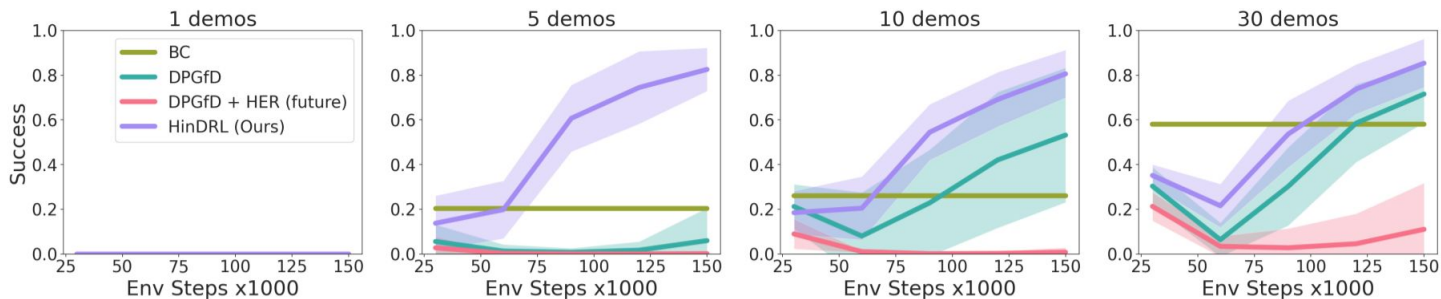 1 demos
5 demos
10 demos
30 demos
Success
1.0
0.8
0.6
0.4
0.2
0.0
BC
DPGfD
DPGfD + HER (future)
HinDRL (Ours)
25 50 75 100 125 150
Env Steps x1000
1.0
0.8
0.6
0.4
0.2
0.0
25 50 75 100 125 150
Env Steps x1000
1.0
0.8
0.6
0.4
0.2
0.0
25 50 75 100 125 150
Env Steps x1000
1.0
0.8
0.6
0.4
0.2
0.0
25 50 75 100 125 150
Env Steps x1000